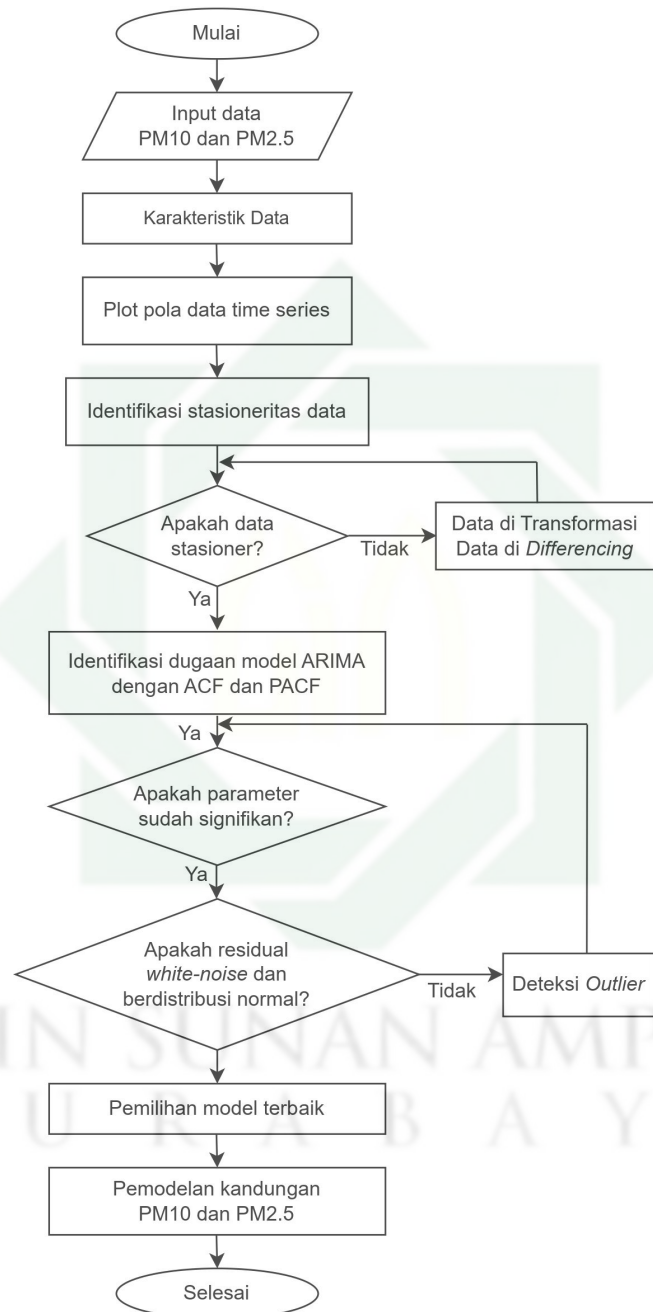 Mulai
Input data
PM10 dan PM2.5
Karakteristik Data
Plot pola data time series
Identifikasi stasioneritas data
Apakah data
stasioner?
Tidak
Data di Transformasi
Data di Differencing
Ya
Identifikasi dugaan model ARIMA
dengan ACF dan PACF
Ya
Apakah parameter
sudah signifikan?
Ya
Apakah residual
white-noise dan
berdistribusi normal?
Tidak
Deteksi Outlier
IN SUNAN AMP
U R A B A Y
Pemilihan model terbaik
Pemodelan kandungan
PM10 dan PM2.5
Selesai